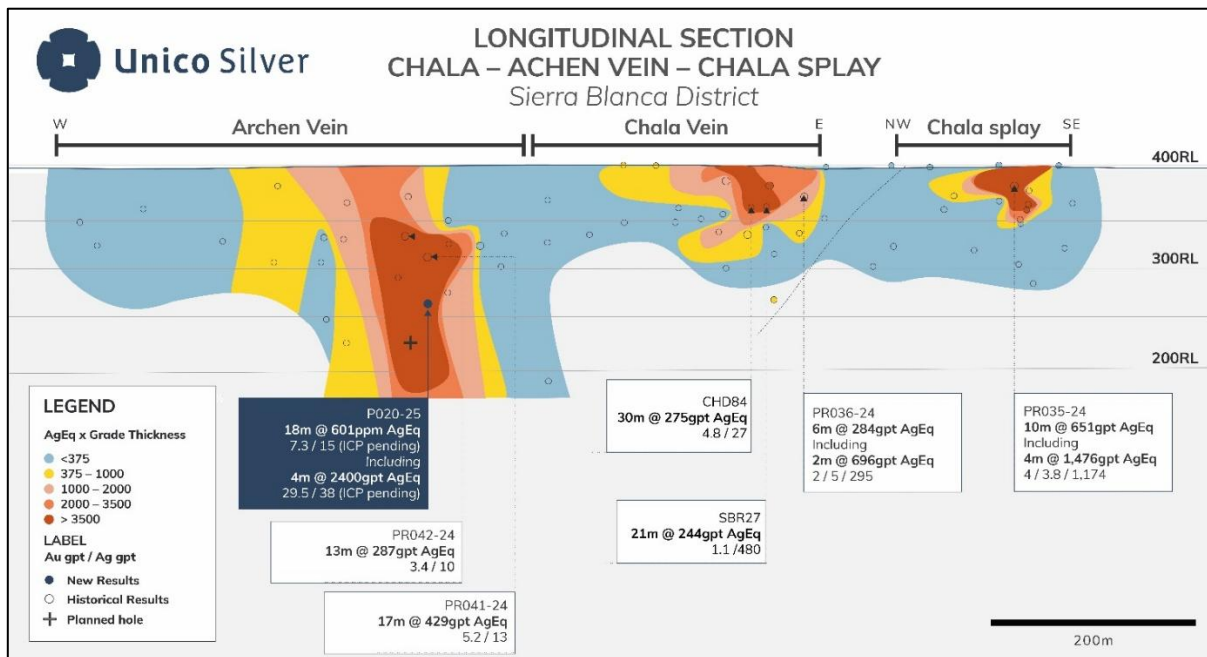 Unico Silver
LONGITUDINAL SECTION
CHALA – ACHEN VEIN – CHALA SPLAY
Sierra Blanca District
W
Archen Vein
Chala Vein
E
NW
Chala splay
SE
400RL
300RL
200RL
LEGEND
AgEq x Grade Thickness
<375
375 – 1000
1000 – 2000
2000 – 3500
> 3500
LABEL
Au gpt / Ag gpt
New Results
Historical Results
Planned hole
P020-25
18m @ 601ppm AgEq
7.3 / 15 (ICP pending)
Including
4m @ 2400gpt AgEq
29.5 / 38 (ICP pending)
PR042-24
13m @ 287gpt AgEq
3.4 / 10
PR041-24
17m @ 429gpt AgEq
5.2 / 13
CHD84
30m @ 275gpt AgEq
4.8 / 27
SBR27
21m @ 244gpt AgEq
1.1 /480
PR036-24
6m @ 284gpt AgEq
Including
2m @ 696gpt AgEq
2 / 5 / 295
PR035-24
10m @ 651gpt AgEq
Including
4m @ 1,476gpt AgEq
4 / 3.8 / 1,174
200m